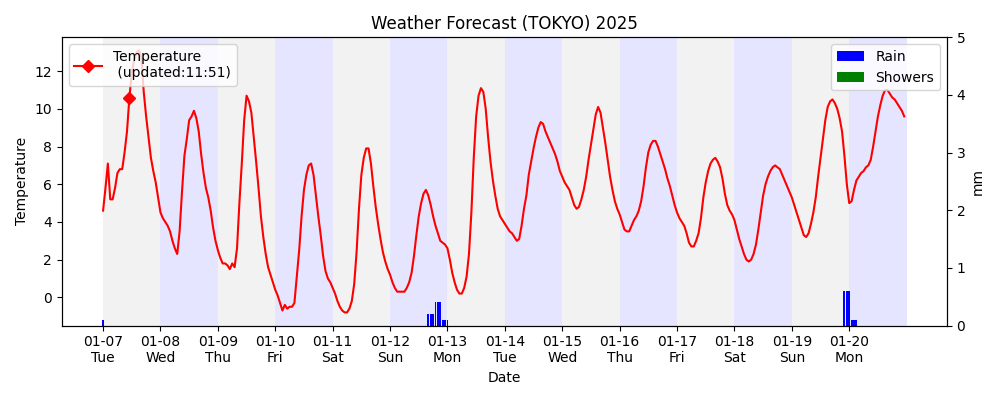 Weather Forecast (TOKYO) 2025
Temperature
(updated:11:51)
Rain
Showers
Temperature
12
10
8
6
4
2
0
5
4
3
2
1
0
mm
01-07 01-08 01-09 01-10 01-11 01-12 01-13 01-14 01-15 01-16 01-17 01-18 01-19 01-20
Tue Wed Thu Fri Sat Sun Mon Tue Wed Thu Fri Sat Sun Mon
Date